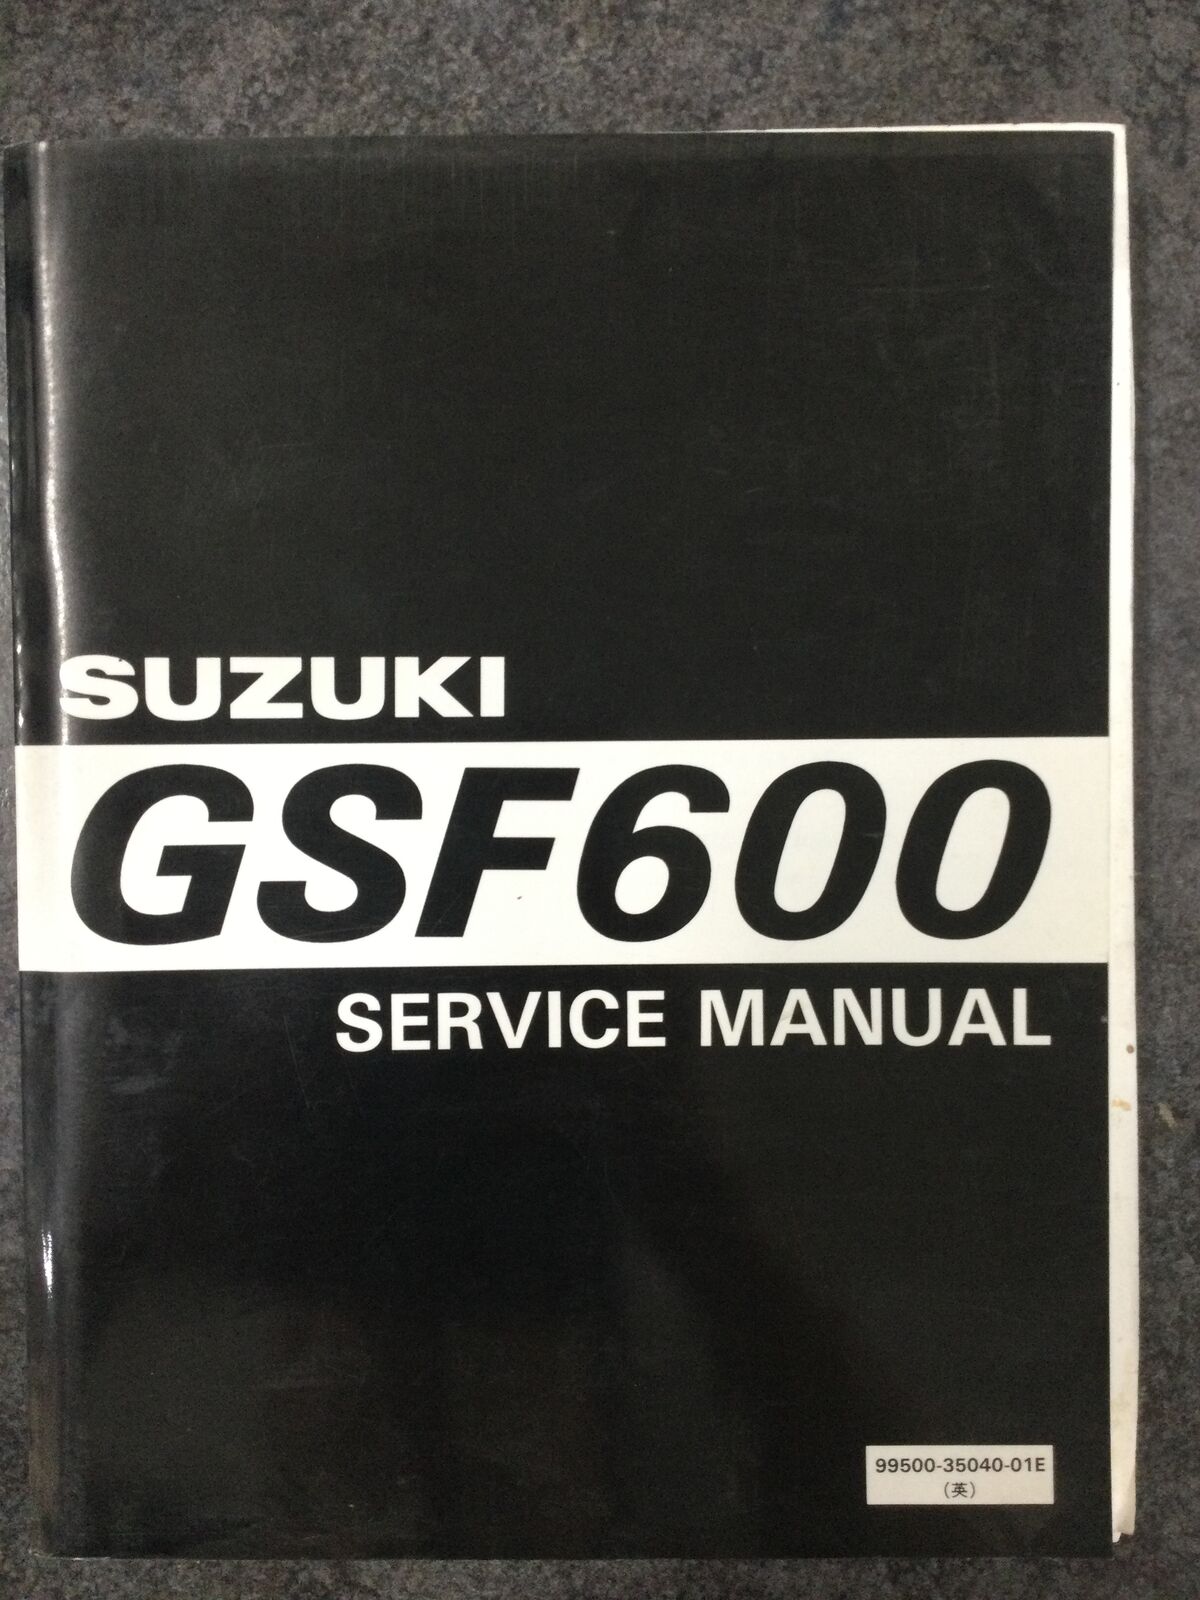 SUZUKI
GSF600
SERVICE MANUAL
99500-35040-01E
(英)